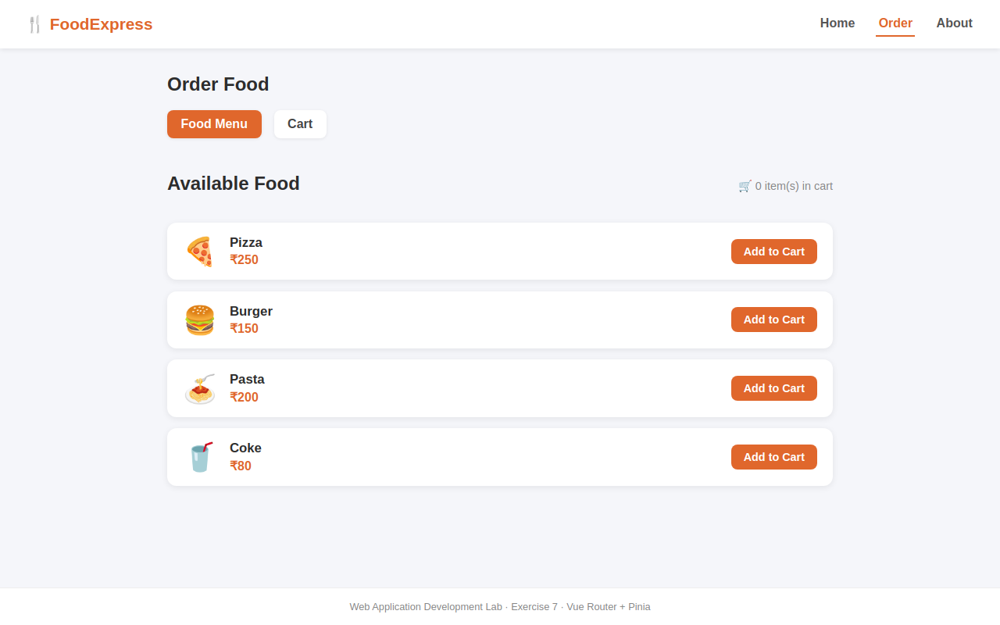 FoodExpress
Home Order About
Order Food
Food Menu Cart
Available Food
0 item(s) in cart
Pizza
₹250
Add to Cart
Burger
₹150
Add to Cart
Pasta
₹200
Add to Cart
Coke
₹80
Add to Cart
Web Application Development Lab · Exercise 7 · Vue Router + Pinia